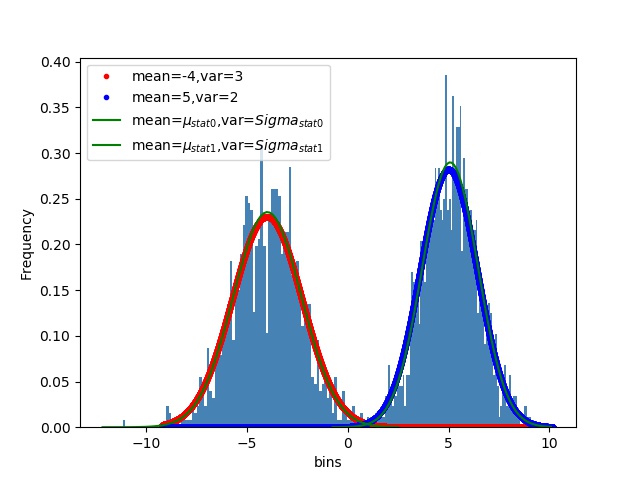 0.40
0.35
0.30
0.25
0.20
0.15
0.10
0.05
0.00
Frequency
mean=-4,var=3
mean=5,var=2
mean=μstat0,var=Sigmastat0
mean=μstat1,var=Sigmastat1
−10 −5 0 5 10
bins